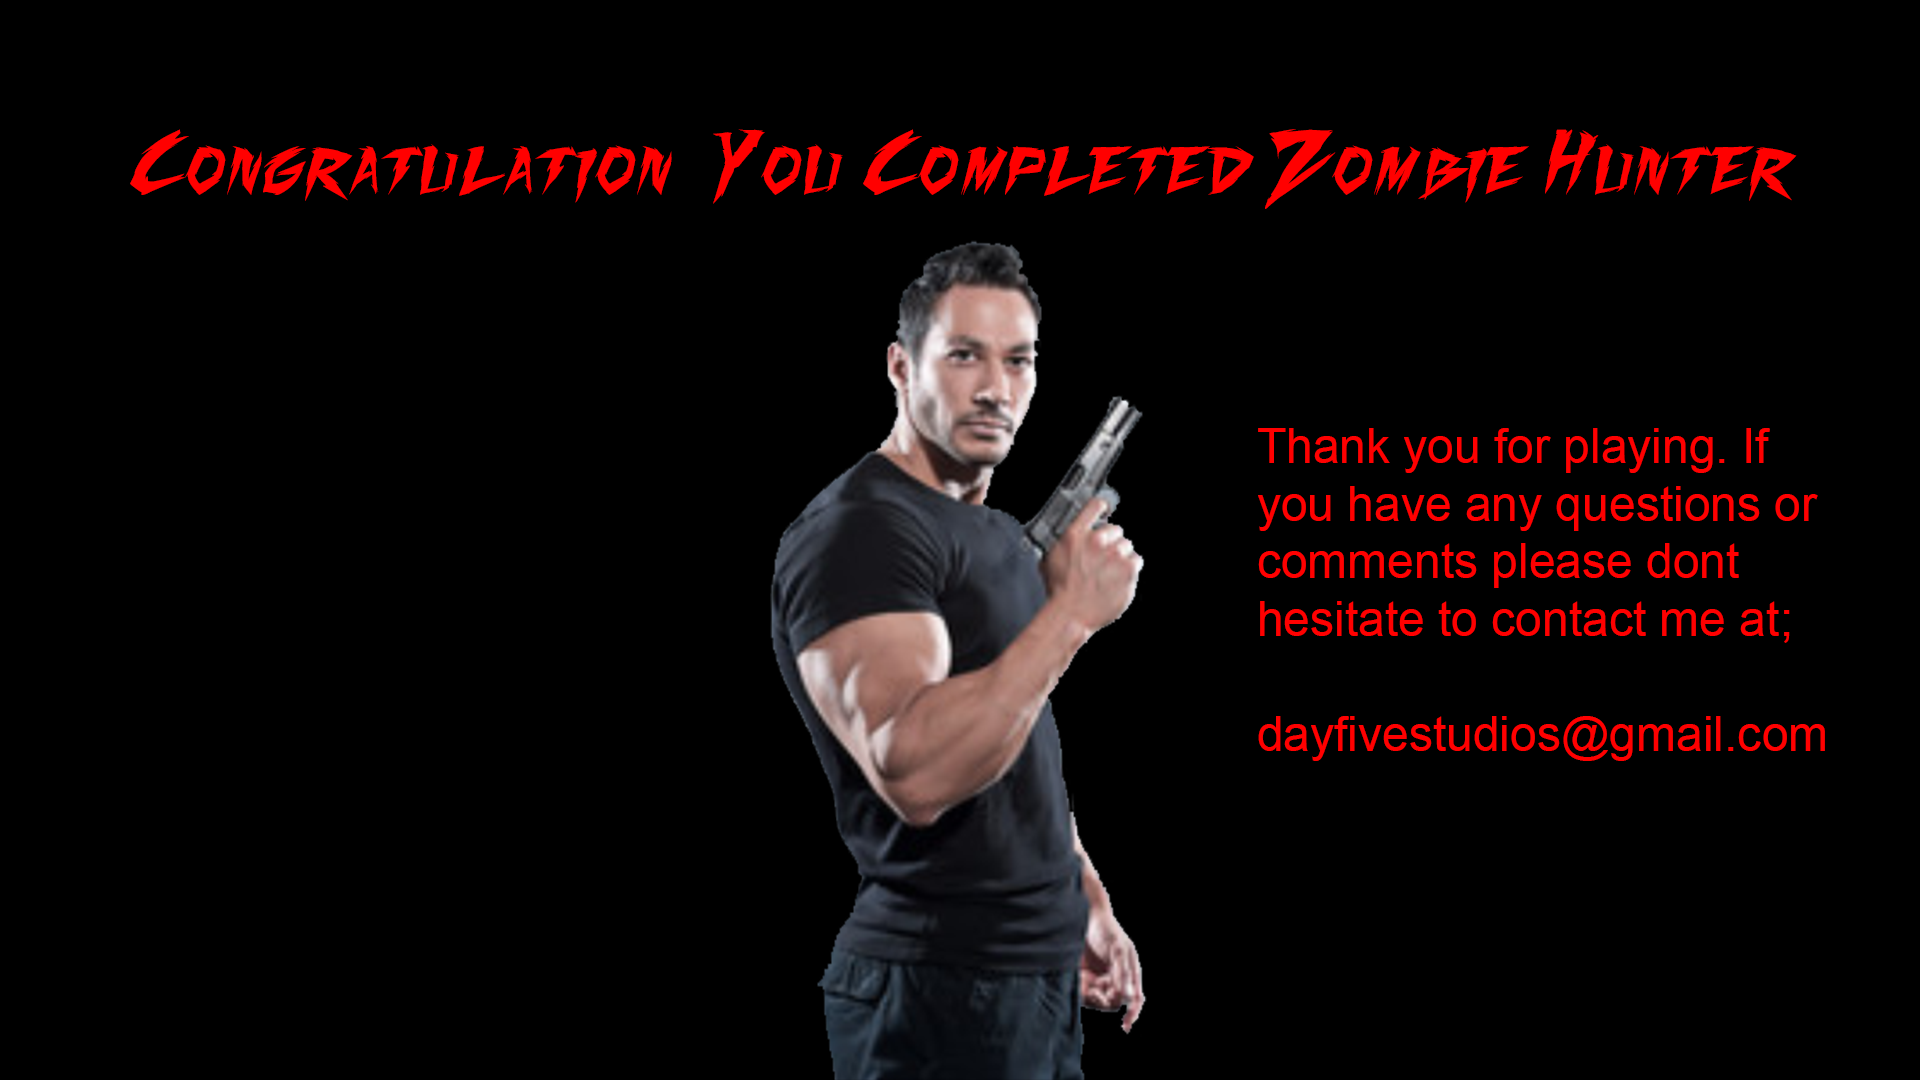 Congratulation You Completed Zombie Hunter
Thank you for playing. If
you have any questions or
comments please dont
hesitate to contact me at;
dayfivestudios@gmail.com